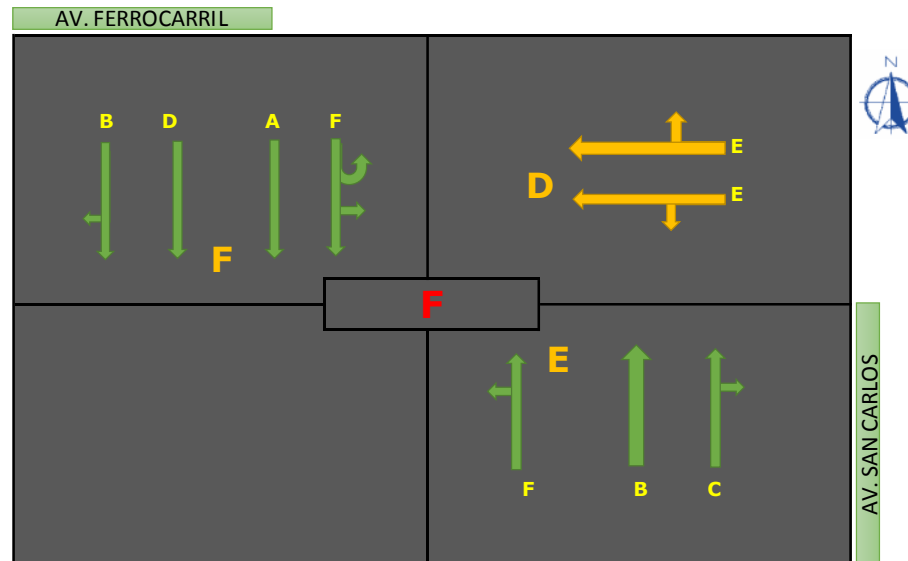 AV. FERROCARRIL
N
B D A F
E
D
E
F
F
E
F B C
AV. SAN CARLOS